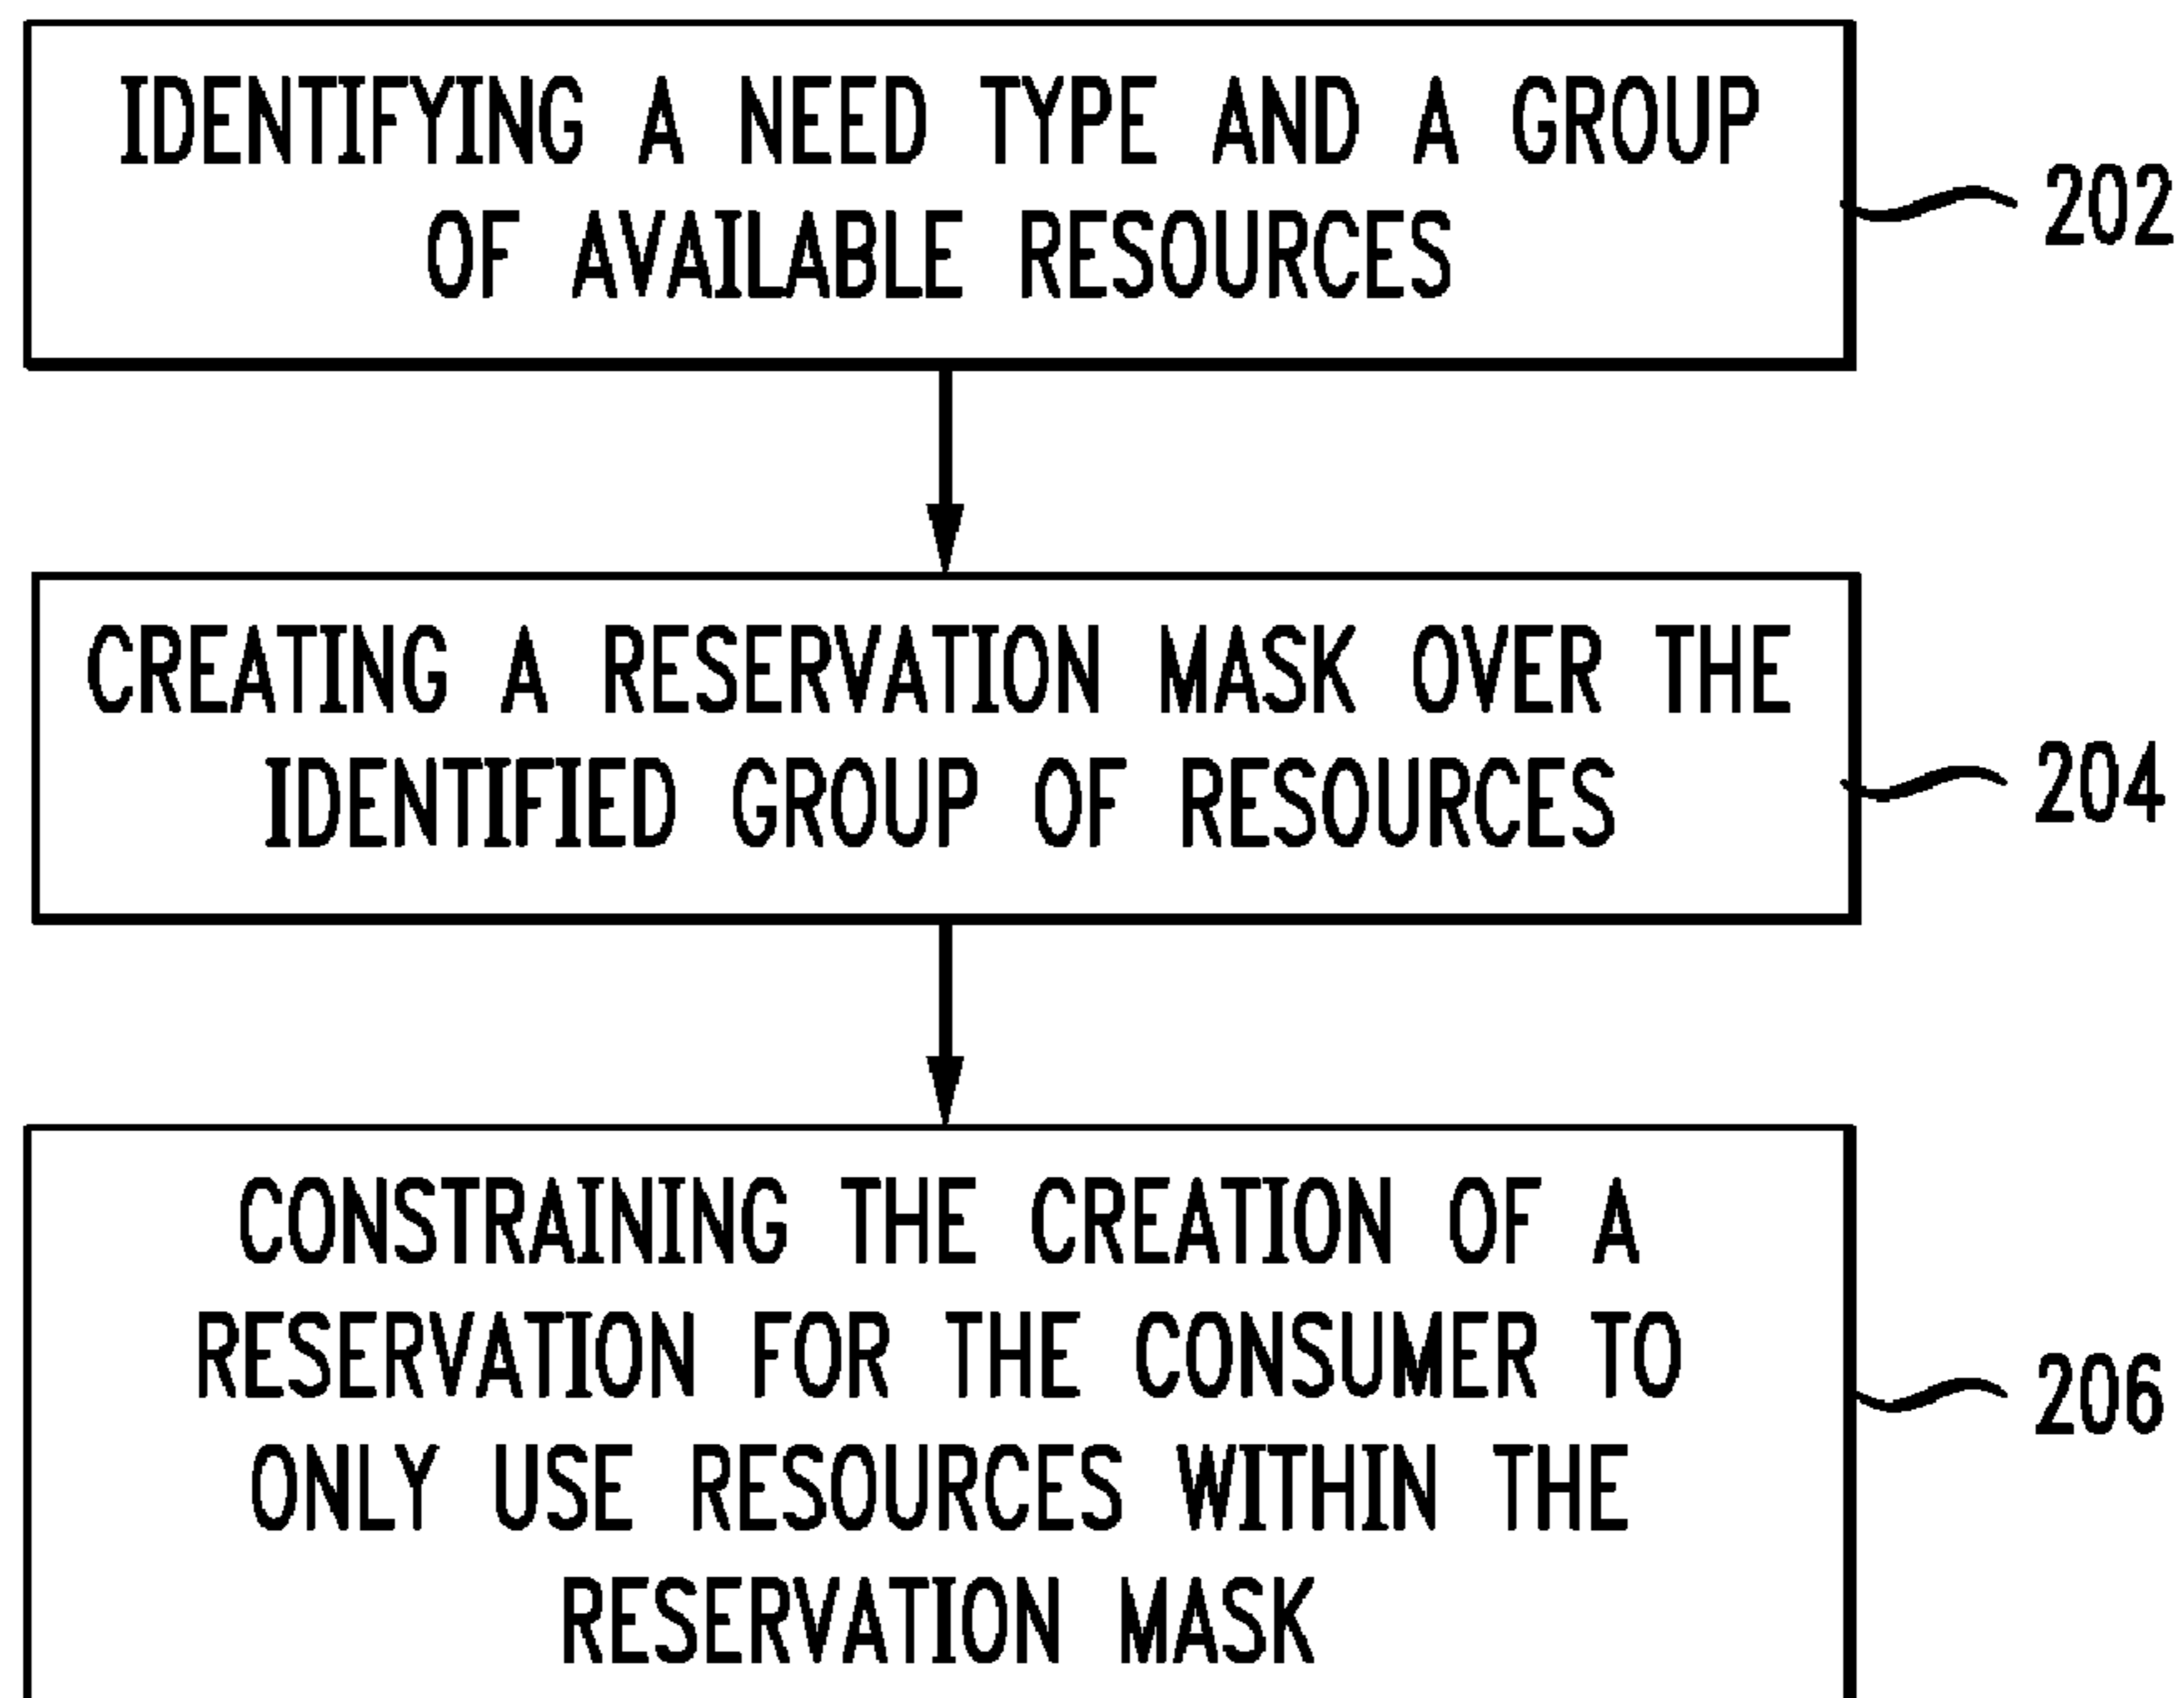 IDENTIFYING A NEED TYPE AND A GROUP
OF AVAILABLE RESOURCES
202
CREATING A RESERVATION MASK OVER THE
IDENTIFIED GROUP OF RESOURCES
204
CONSTRAINING THE CREATION OF A
RESERVATION FOR THE CONSUMER TO
ONLY USE RESOURCES WITHIN THE
RESERVATION MASK
206